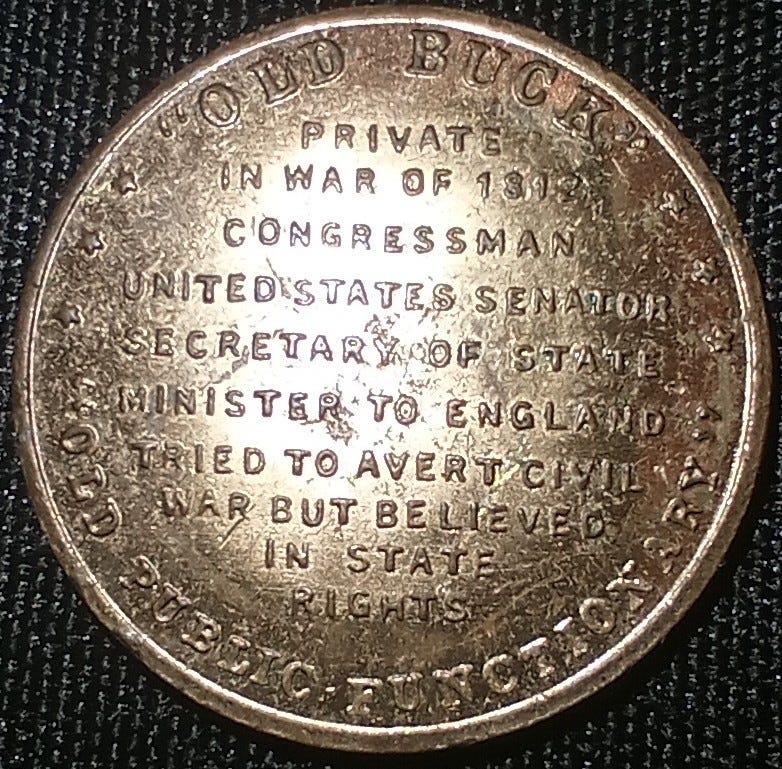 "OLD BUCK"
PRIVATE
IN WAR OF 1812
CONGRESSMAN
UNITED STATES SENATOR
SECRETARY OF STATE
MINISTER TO ENGLAND
TRIED TO AVERT CIVIL
WAR BUT BELIEVED
IN STATE
RIGHTS
"OLD PUBLIC FUNCTIONARY"